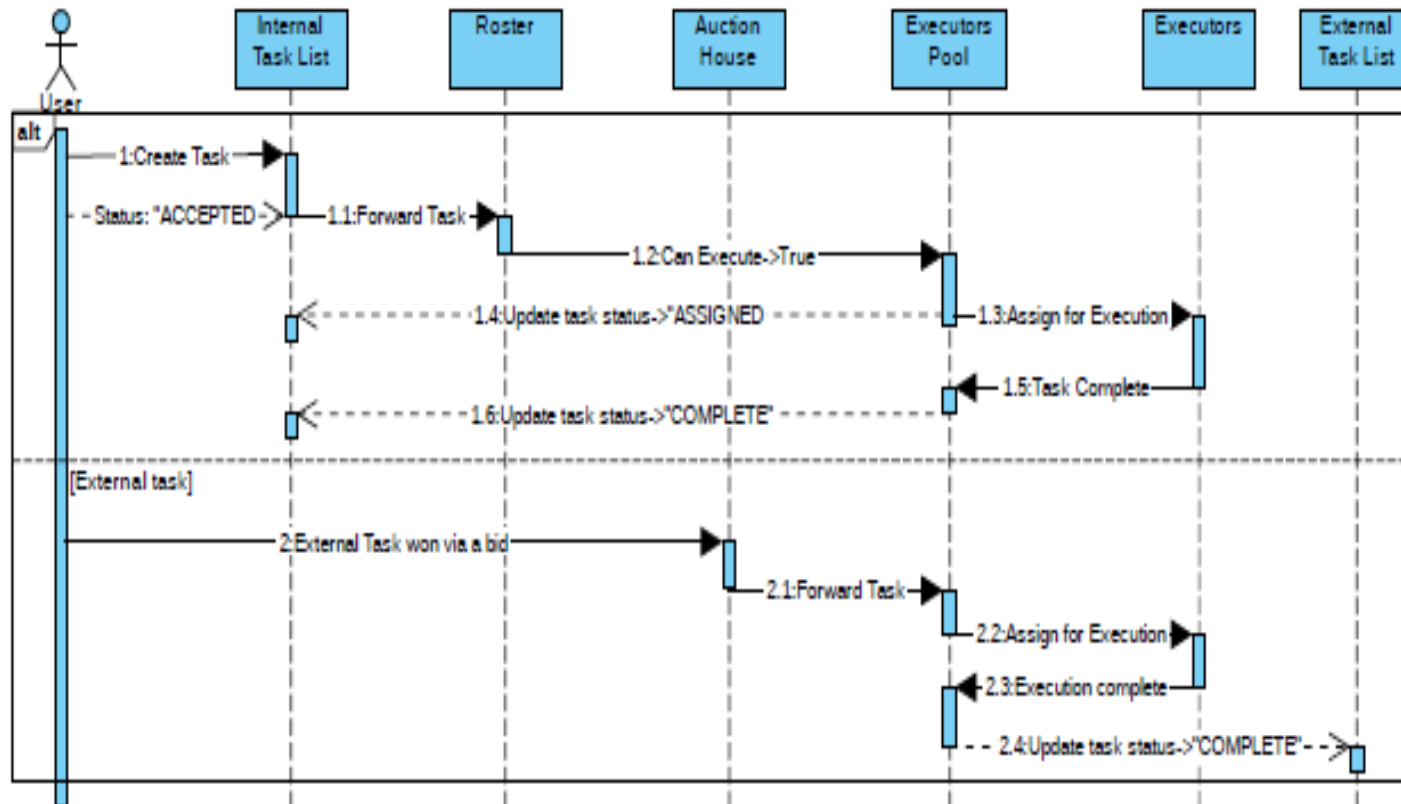 Internal
Task List
Roster
Auction
House
Executors
Pool
Executors
External
Task List
User
alt
1:Create Task
Status: "ACCEPTED
1.1:Forward Task
1.2:Can Execute->True
1.4:Update task status->"ASSIGNED
1.3:Assign for Execution
1.5:Task Complete
1.6:Update task status->"COMPLETE"
[External task]
2:External Task won via a bid
2.1:Forward Task
2.2:Assign for Execution
2.3:Execution complete
2.4:Update task status->"COMPLETE"